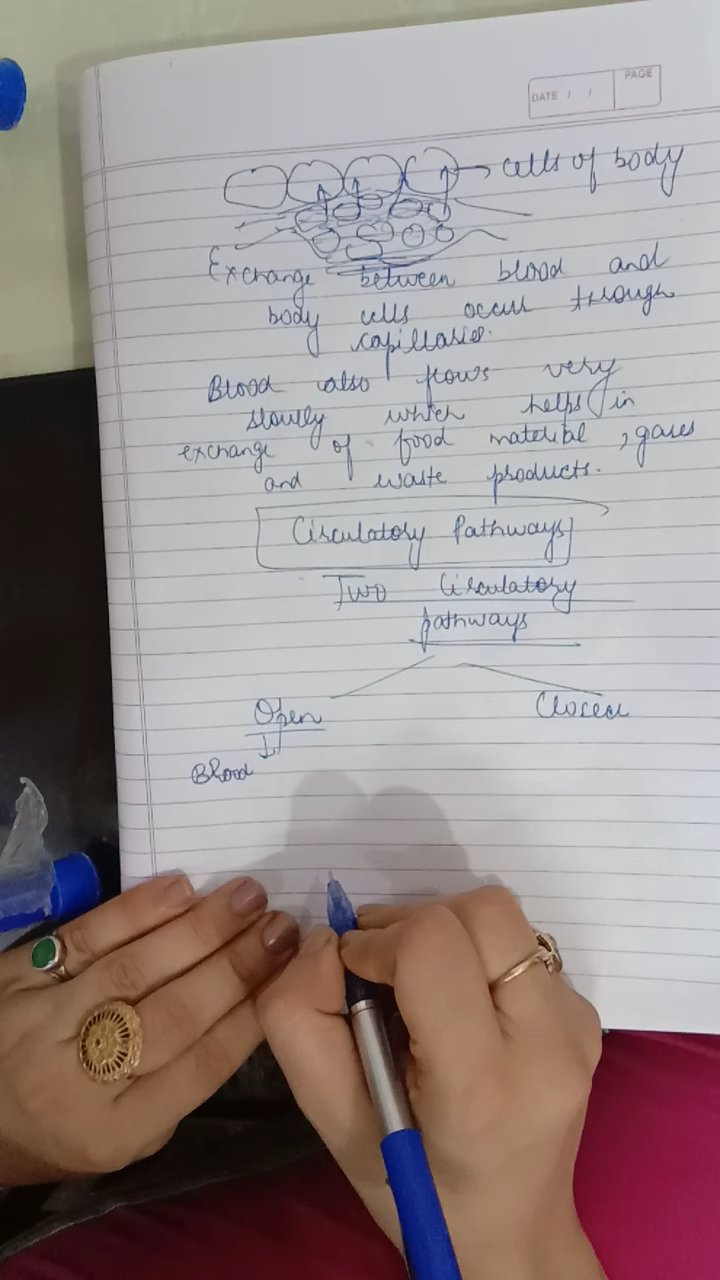 DATE / / PAGE
cells of body
Exchange between blood and
body cells occur through
capillaries.
Blood also flows very
slowly which helps in
exchange of food material, gases
and waste products.
Circulatory Pathways
Two Circulatory
pathways
Open Closed
Blood